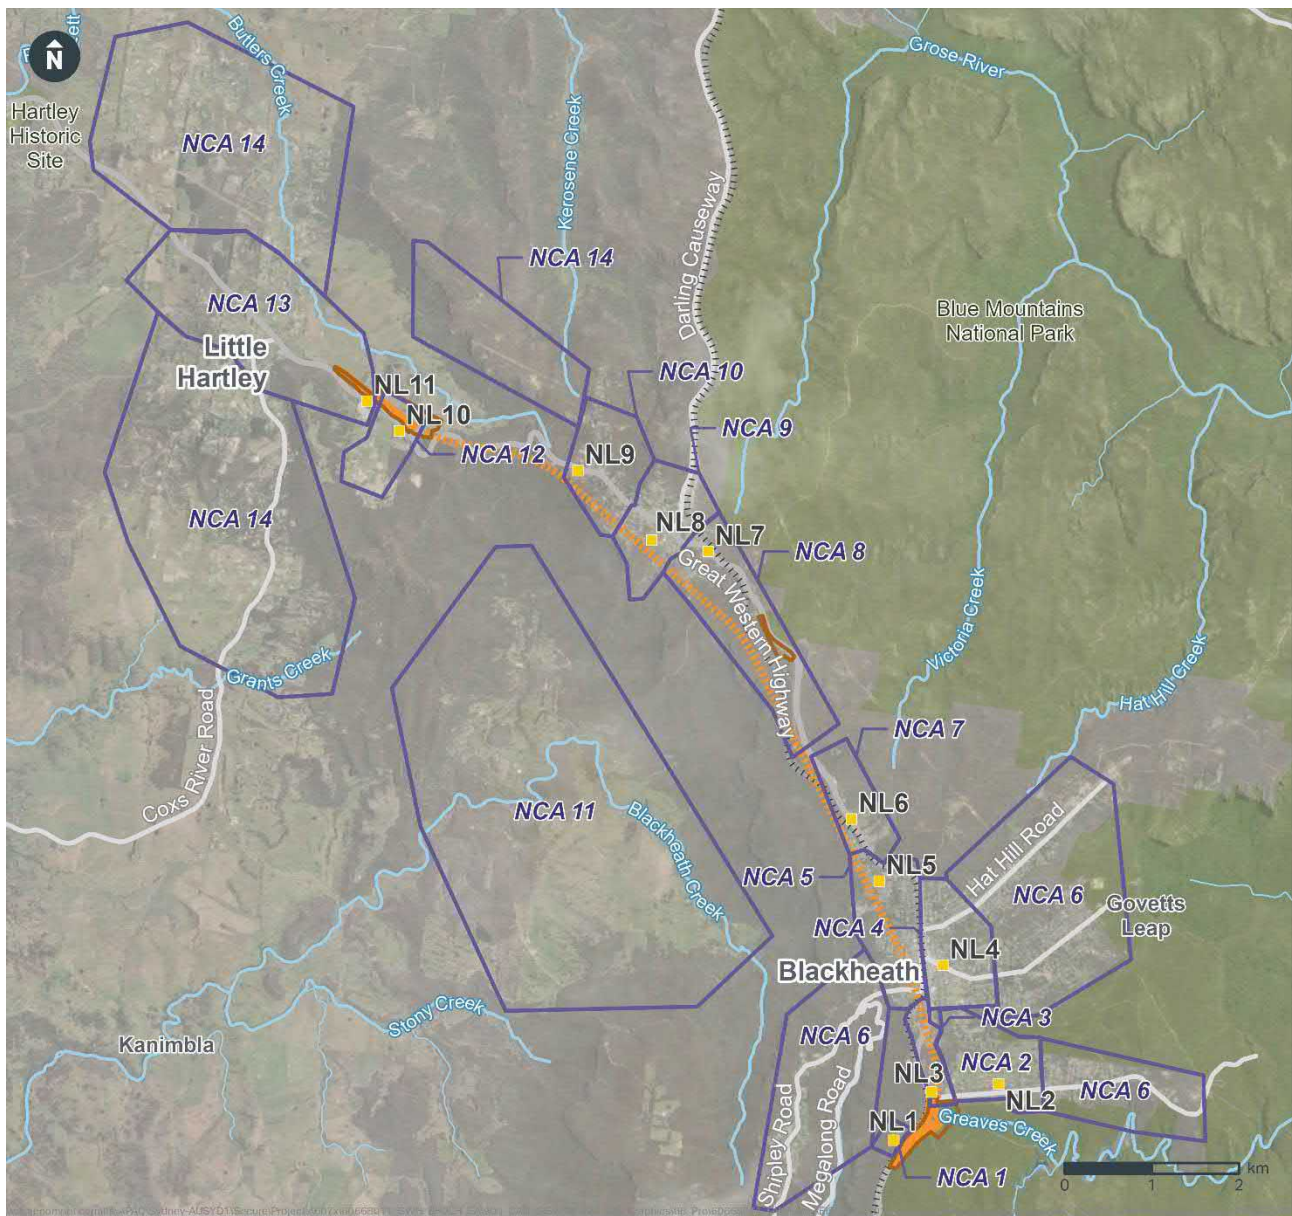 N
Butlers Creek
Grose River
Hartley
Historic
Site
NCA 14
Kerosene Creek
Darling Causeway
NCA 14
NCA 13
Blue Mountains
National Park
Little
Hartley
NCA 10
NL11
NL10
NCA 9
NCA 12
NL9
NCA 14
NL8
NL7
NCA 8
Great Western Highway
Victoria Creek
Hat Hill Creek
Grants Creek
Coxs River Road
NCA 7
NCA 11
Blackheath Creek
NL6
NL5
NCA 5
Hat Hill Road
NCA 6
Govetts
Leap
NCA 4
NL4
Blackheath
Stony Creek
Kanimbla
NCA 3
NCA 6
NCA 2
NL3
NCA 6
NL2
NL1
Greaves Creek
Shipley Road
Megalong Road
NCA 1
km
0
1
2